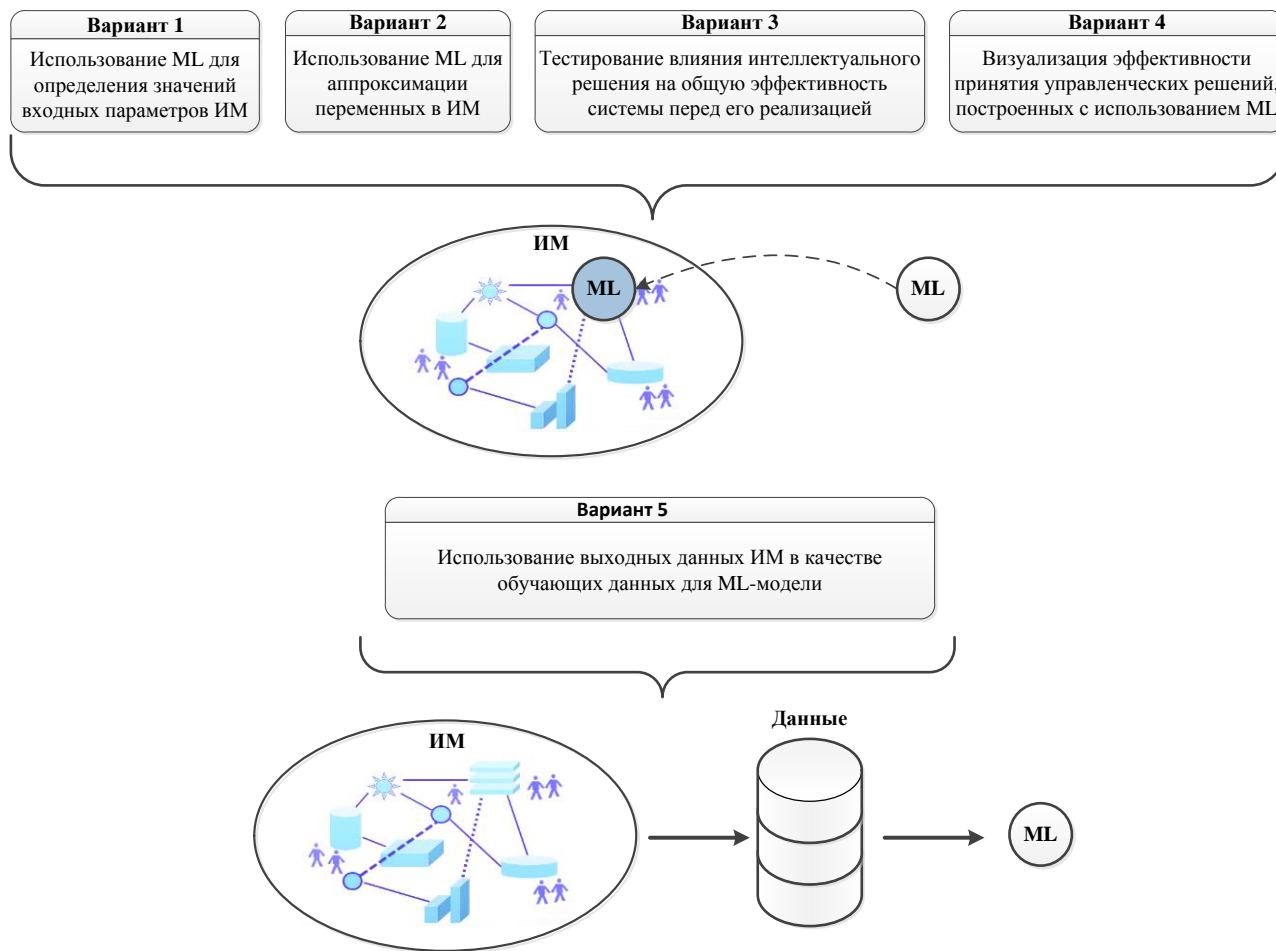 Вариант 1
Использование ML для
определения значений
входных параметров ИМ
Вариант 2
Использование ML для
аппроксимации
переменных в ИМ
Вариант 3
Тестирование влияния интеллектуального
решения на общую эффективность
системы перед его реализацией
Вариант 4
Визуализация эффективности
принятия управленческих решений,
построенных с использованием ML
ИМ
ML
ML
Вариант 5
Использование выходных данных ИМ в качестве
обучающих данных для ML-модели
ИМ
Данные
ML